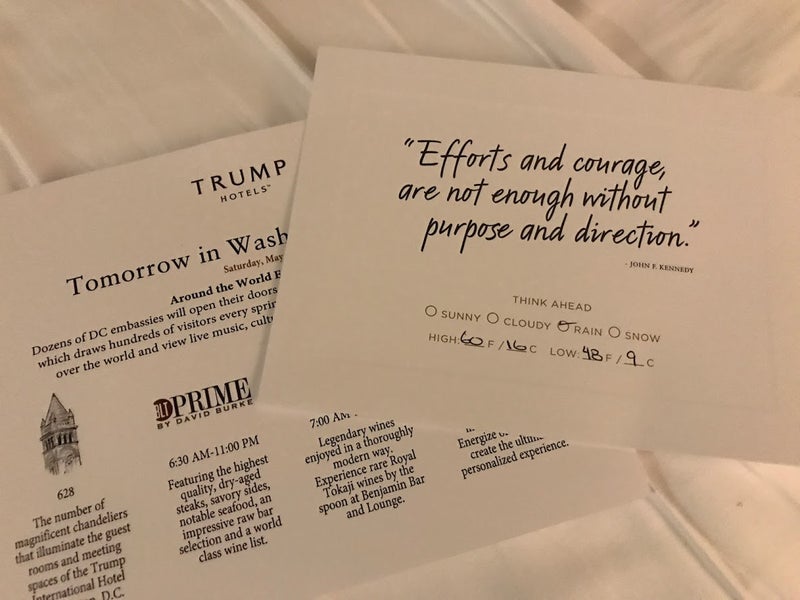 TRUMP
HOTELS™
Tomorrow in
Saturday, May
Around the World
Dozens of DC embassies will open their doors
which draws hundreds of visitors every
over the world and view live music,
628
The number of
magnificent chandeliers
that illuminate the guest
rooms and meeting
spaces of the Trump
International Hotel
D.C.
BLT PRIME
BY DAVID BURKE
6:30 AM-11:00 PM
Featuring the highest
quality, dry-aged
steaks, savory sides,
notable seafood, an
impressive raw bar
selection and a world
class wine list.
7:00 AM
Legendary wines
enjoyed in a thoroughly
modern way.
Experience rare Royal
Tokaji wines by the
spoon at Benjamin Bar
and Lounge.
Energize
create the
personalized experience.
"Efforts and courage,
are not enough without
purpose and direction."
- JOHN F. KENNEDY
THINK AHEAD
SUNNY CLOUDY RAIN SNOW
HIGH: 60 F / 16 C LOW: 48 F / 9 C